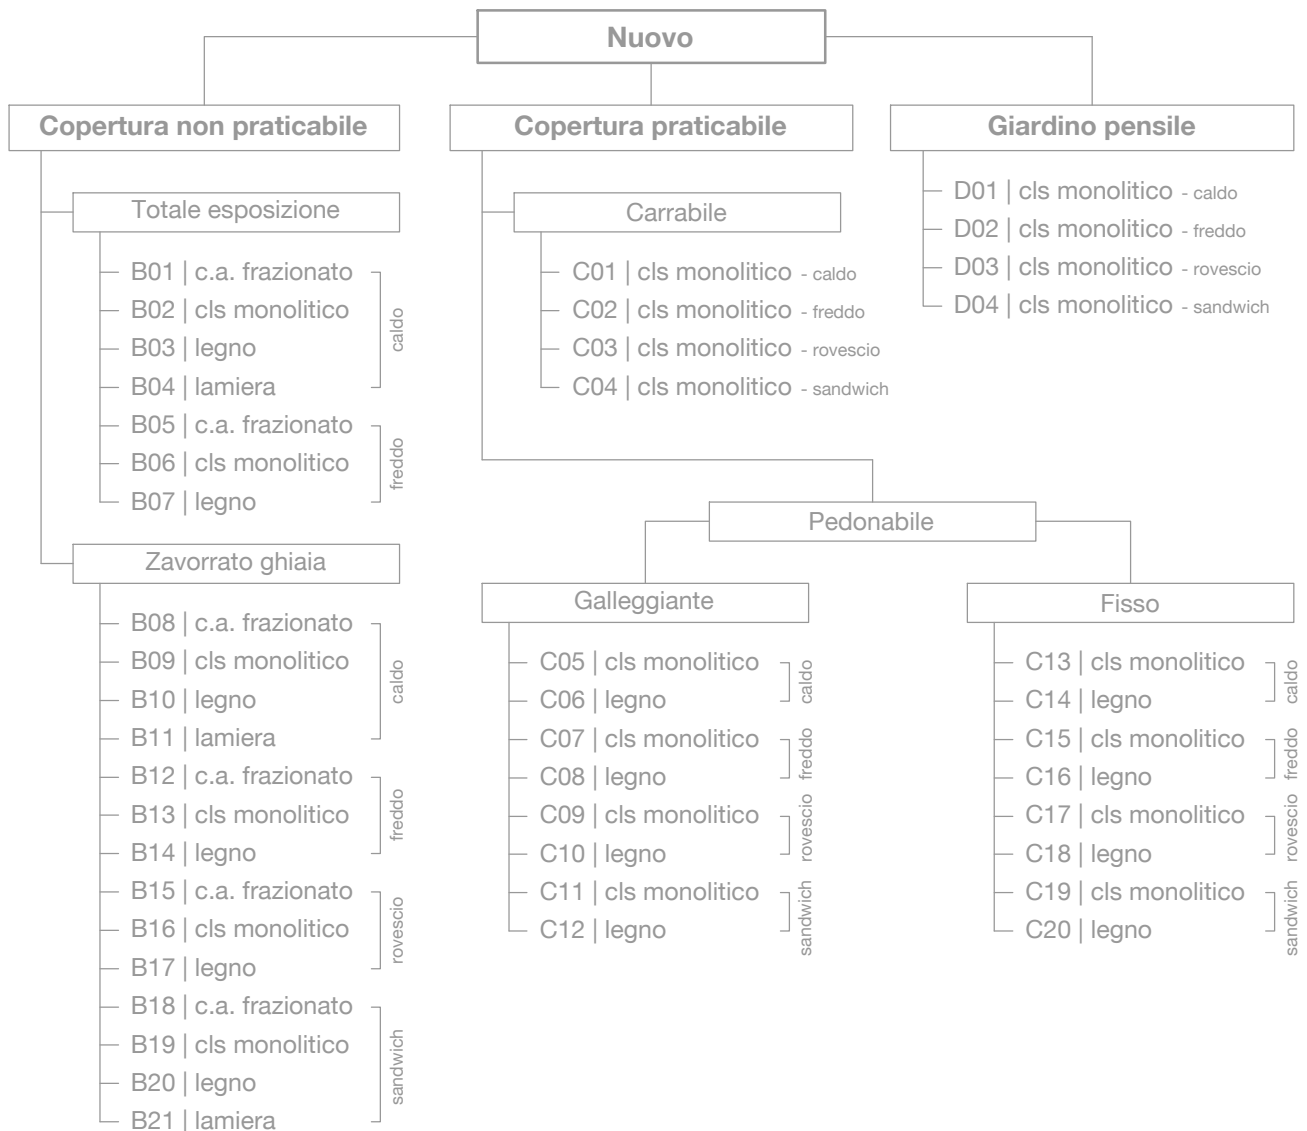 Nuovo
Copertura non praticabile
Totale esposizione
B01 | c.a. frazionato
B02 | cls monolitico
B03 | legno
B04 | lamiera
caldo
B05 | c.a. frazionato
B06 | cls monolitico
B07 | legno
freddo
Zavorrato ghiaia
B08 | c.a. frazionato
B09 | cls monolitico
B10 | legno
B11 | lamiera
caldo
B12 | c.a. frazionato
B13 | cls monolitico
B14 | legno
freddo
B15 | c.a. frazionato
B16 | cls monolitico
B17 | legno
rovescio
B18 | c.a. frazionato
B19 | cls monolitico
B20 | legno
B21 | lamiera
sandwich
Copertura praticabile
Carrabile
C01 | cls monolitico - caldo
C02 | cls monolitico - freddo
C03 | cls monolitico - rovescio
C04 | cls monolitico - sandwich
Pedonabile
Galleggiante
C05 | cls monolitico
C06 | legno
caldo
C07 | cls monolitico
C08 | legno
freddo
C09 | cls monolitico
C10 | legno
rovescio
C11 | cls monolitico
C12 | legno
sandwich
Fisso
C13 | cls monolitico
C14 | legno
caldo
C15 | cls monolitico
C16 | legno
freddo
C17 | cls monolitico
C18 | legno
rovescio
C19 | cls monolitico
C20 | legno
sandwich
Giardino pensile
D01 | cls monolitico - caldo
D02 | cls monolitico - freddo
D03 | cls monolitico - rovescio
D04 | cls monolitico - sandwich